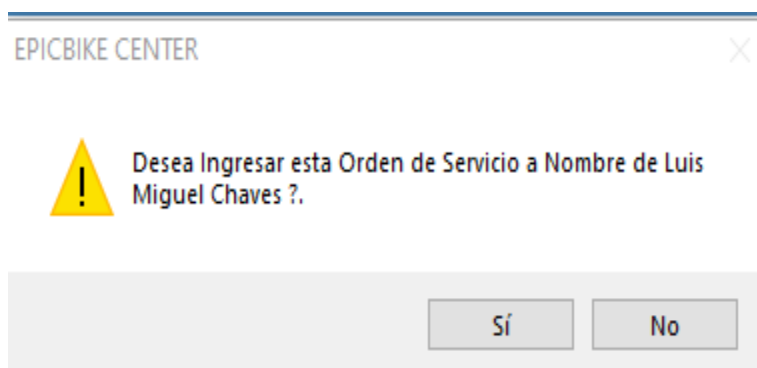 EPICBIKE CENTER
Desea Ingresar esta Orden de Servicio a Nombre de Luis
Miguel Chaves ?.
Sí
No